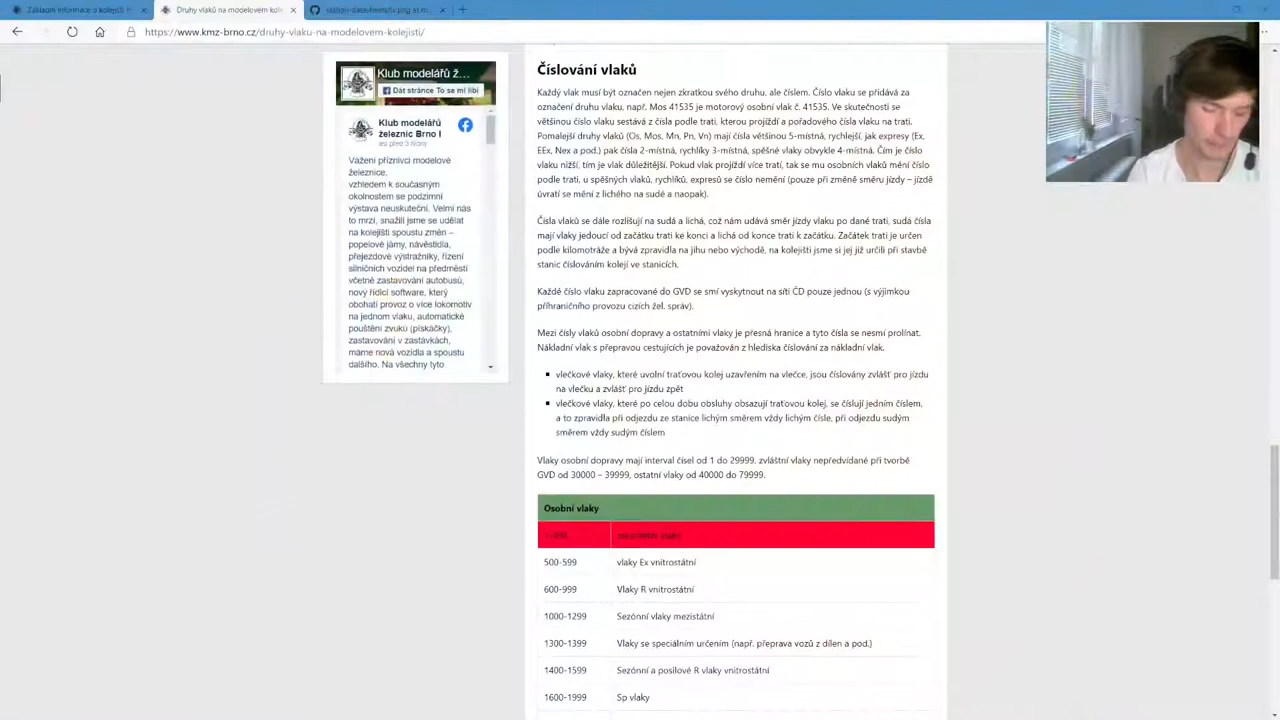 Základní informace o kolejišti
Druhy vlaků na modelovém kole
https://www.kmz-brno.cz/druhy-vlaku-na-modelovem-kolejisti/
Klub modelářů ž...
Dát stránce To se mi líbí
Klub modelářů
železnic Brno I
asi před 3 týdny
Vážení příznivci modelové
železnice,
vzhledem k současným
okolnostem se podzimní
výstava neuskuteční. Velmi nás
to mrzí, snažili jsme se udělat
na kolejišti spoustu změn –
popelové jámy, návěstidla,
přejezdové výstražníky, řízení
silničních vozidel na předměstí
včetně zastavování autobusů,
nový řídicí software, který
obohatí provoz o více lokomotiv
na jednom vlaku, automatické
pouštění zvuků (pískačky),
zastavování v zastávkách,
máme nová vozidla a spoustu
dalšího. Na všechny tyto
Číslování vlaků
Každý vlak musí být označen nejen zkratkou svého druhu, ale číslem. Číslo vlaku se přidává za
označení druhu vlaku, např. Mos 41535 je motorový osobní vlak č. 41535. Ve skutečnosti se
většinou číslo vlaku sestává z čísla podle trati, kterou projíždí a pořadového čísla vlaku na trati.
Pomalejší druhy vlaků (Os, Mos, Mn, Pn, Vn) mají čísla většinou 5-místná, rychlejší, jak expresy (Ex,
EEx, Nex a pod.) pak čísla 2-místná, rychlíky 3-místná, spěšné vlaky obvykle 4-místná. Čím je číslo
vlaku nižší, tím je vlak důležitější. Pokud vlak projíždí více tratí, tak se mu osobních vlaků mění číslo
podle trati, u spěšných vlaků, rychlíků, expresů se číslo nemění (pouze při změně směru jízdy – jízdě
úvratí se mění z lichého na sudé a naopak).
Čísla vlaků se dále rozlišují na sudá a lichá, což nám udává směr jízdy vlaku po dané trati, sudá čísla
mají vlaky jedoucí od začátku trati ke konci a lichá od konce trati k začátku. Začátek trati je určen
podle kilometráže a bývá zpravidla na jihu nebo východě, na kolejišti jsme si jej již určili při stavbě
stanic číslováním kolejí ve stanicích.
Každé číslo vlaku zapracované do GVD se smí vyskytnout na síti ČD pouze jednou (s výjimkou
příhraničního provozu cizích žel. správ).
Mezi čísly vlaků osobní dopravy a ostatními vlaky je přesná hranice a tyto čísla se nesmí prolínat.
Nákladní vlak s přepravou cestujících je považován z hlediska číslování za nákladní vlak.
▪ vlečkové vlaky, které uvolní traťovou kolej uzavřením na vlečce, jsou číslovány zvlášť pro jízdu
na vlečku a zvlášť pro jízdu zpět
▪ vlečkové vlaky, které po celou dobu obsluhy obsazují traťovou kolej, se číslují jedním číslem,
a to zpravidla při odjezdu ze stanice lichým směrem vždy lichým čísle, při odjezdu sudým
směrem vždy sudým číslem
Vlaky osobní dopravy mají interval čísel od 1 do 29999, zvláštní vlaky nepředvídané při tvorbě
GVD od 30000 – 39999, ostatní vlaky od 40000 do 79999.
Osobní vlaky
500-599 vlaky Ex vnitrostátní
600-999 Vlaky R vnitrostátní
1000-1299 Sezónní vlaky mezistátní
1300-1399 Vlaky se speciálním určením (např. přeprava vozů z dílen a pod.)
1400-1599 Sezónní a posilové R vlaky vnitrostátní
1600-1999 Sp vlaky